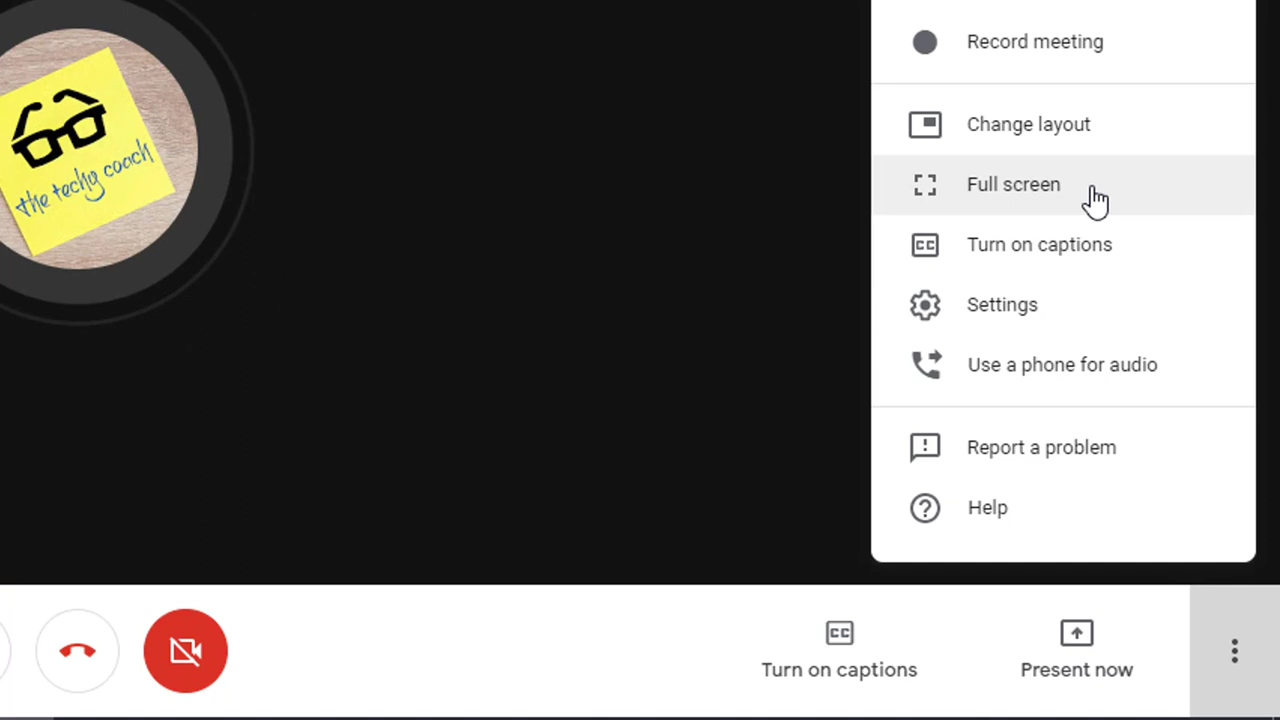 the techy coach
Record meeting
Change layout
Full screen
Turn on captions
Settings
Use a phone for audio
Report a problem
Help
Turn on captions
Present now